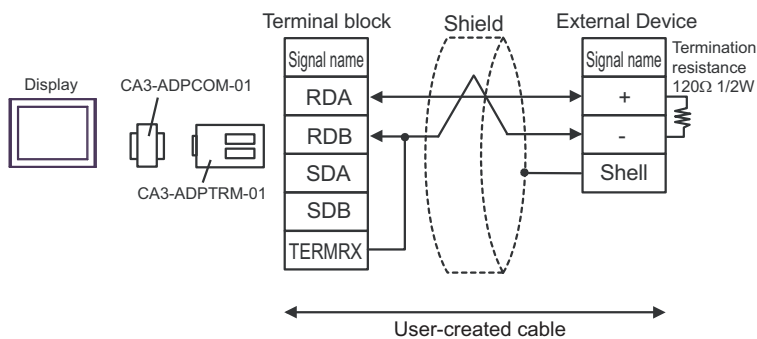 Terminal block
Shield
External Device
Display
CA3-ADPCOM-01
CA3-ADPTRM-01
Signal name
RDA
RDB
SDA
SDB
TERMRX
Signal name
+
-
Shell
Termination
resistance
120Ω 1/2W
User-created cable